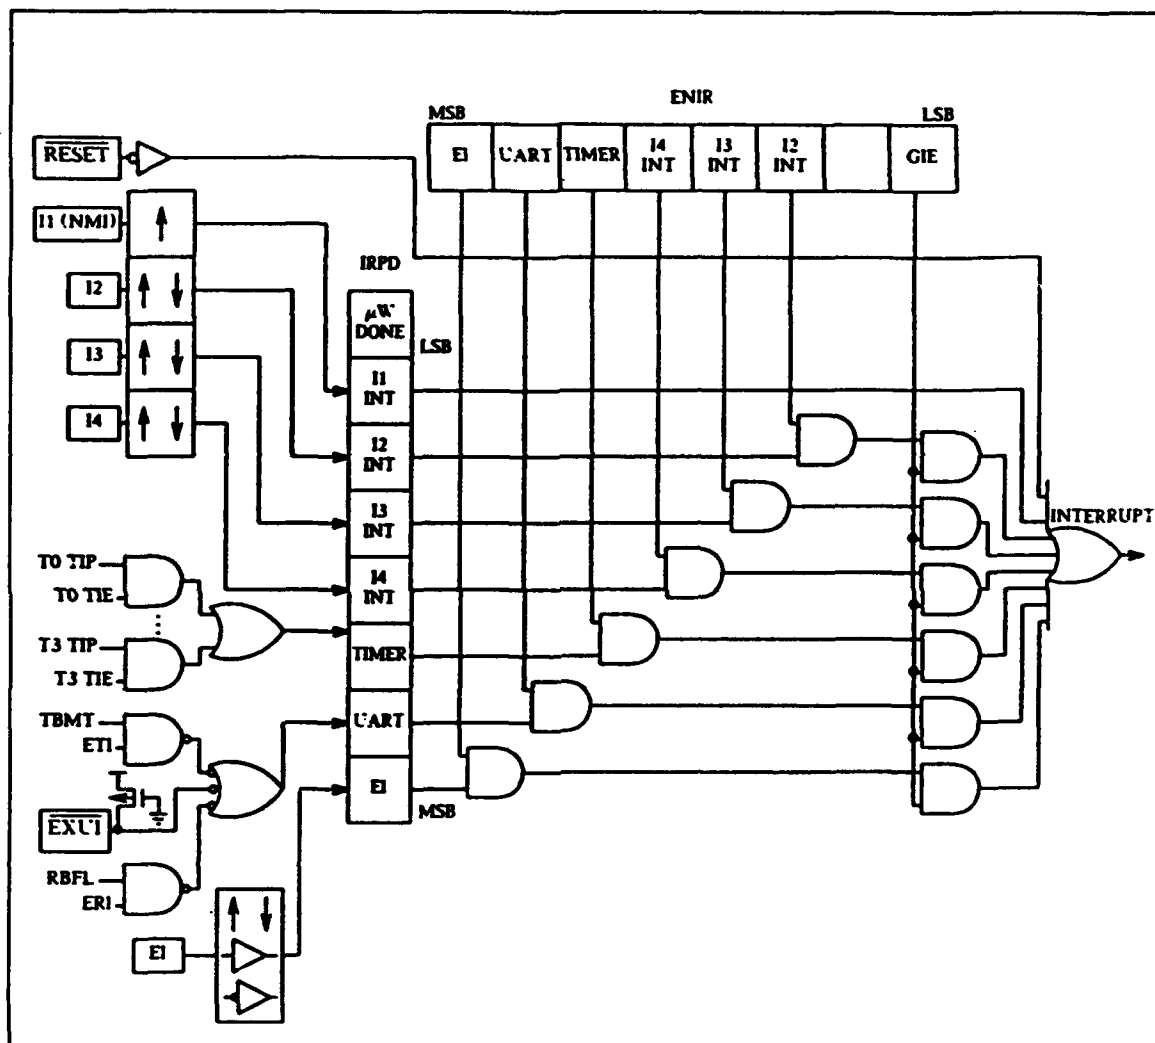 ENIR
MSB
LSB
EI
UART
TIMER
I4 INT
I3 INT
I2 INT
GIE
RESET
I1 (NMI)
I2
I3
I4
IRPD
μW DONE
LSB
I1 INT
I2 INT
I3 INT
I4 INT
TIMER
UART
EI
MSB
INTERRUPT
T0 TIP
T0 TIE
T3 TIP
T3 TIE
TBMT
ETI
EXUI
RBFL
ERI
EI